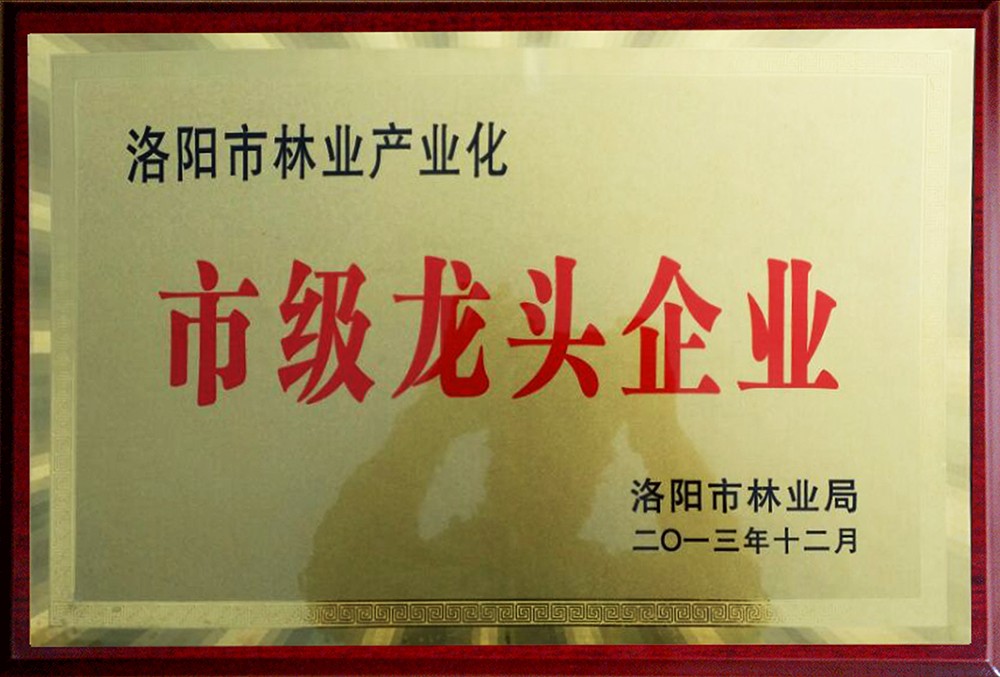 洛阳市林业产业化
市级龙头企业
洛阳市林业局
二〇一三年十二月